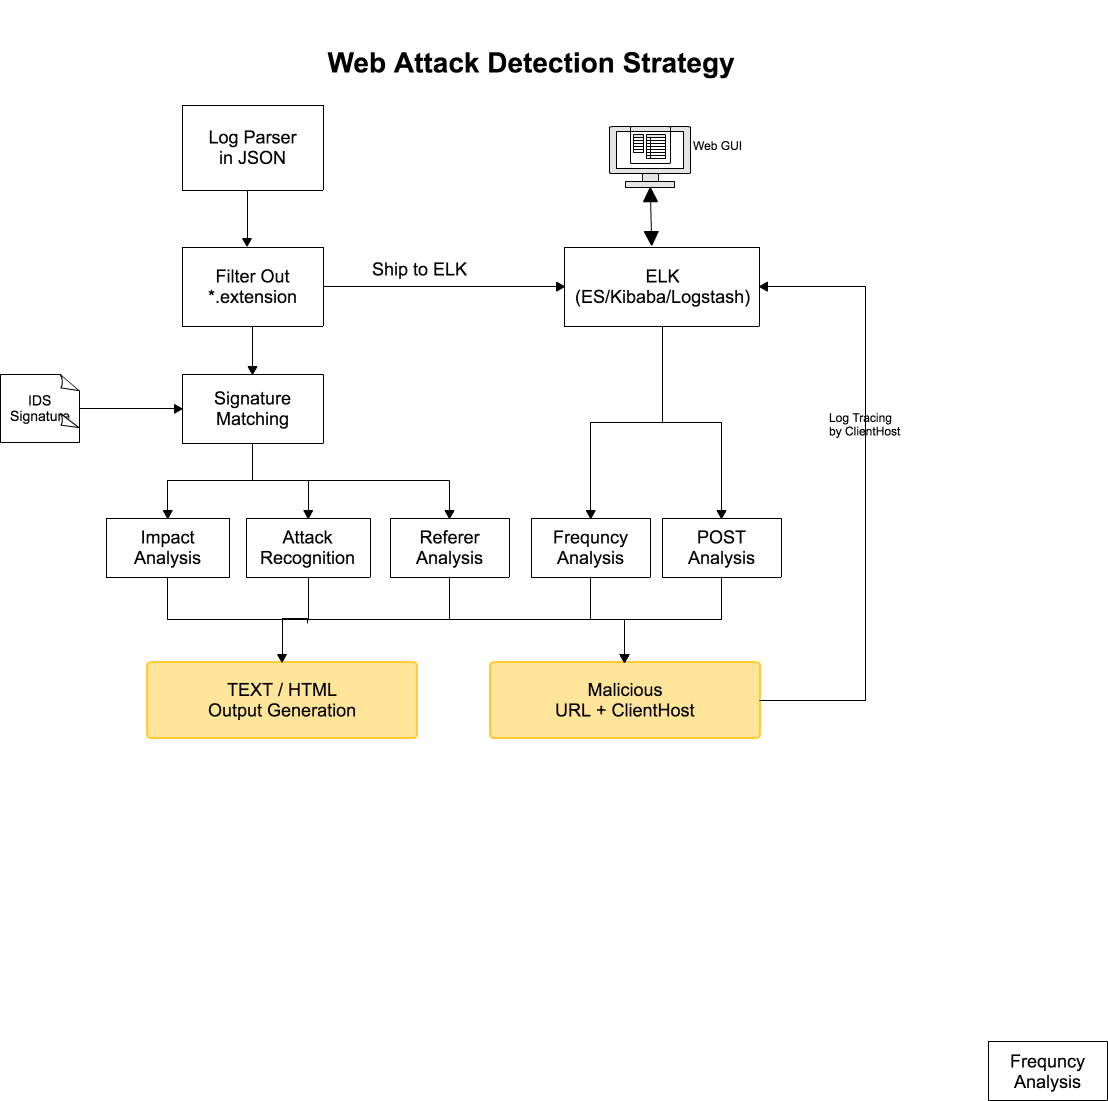 Web Attack Detection Strategy
Log Parser
in JSON
Web GUI
Filter Out
*.extension
Ship to ELK
ELK
(ES/Kibaba/Logstash)
IDS
Signature
Signature
Matching
Log Tracing
by ClientHost
Impact
Analysis
Attack
Recognition
Referer
Analysis
Frequncy
Analysis
POST
Analysis
TEXT / HTML
Output Generation
Malicious
URL + ClientHost
Frequncy
Analysis